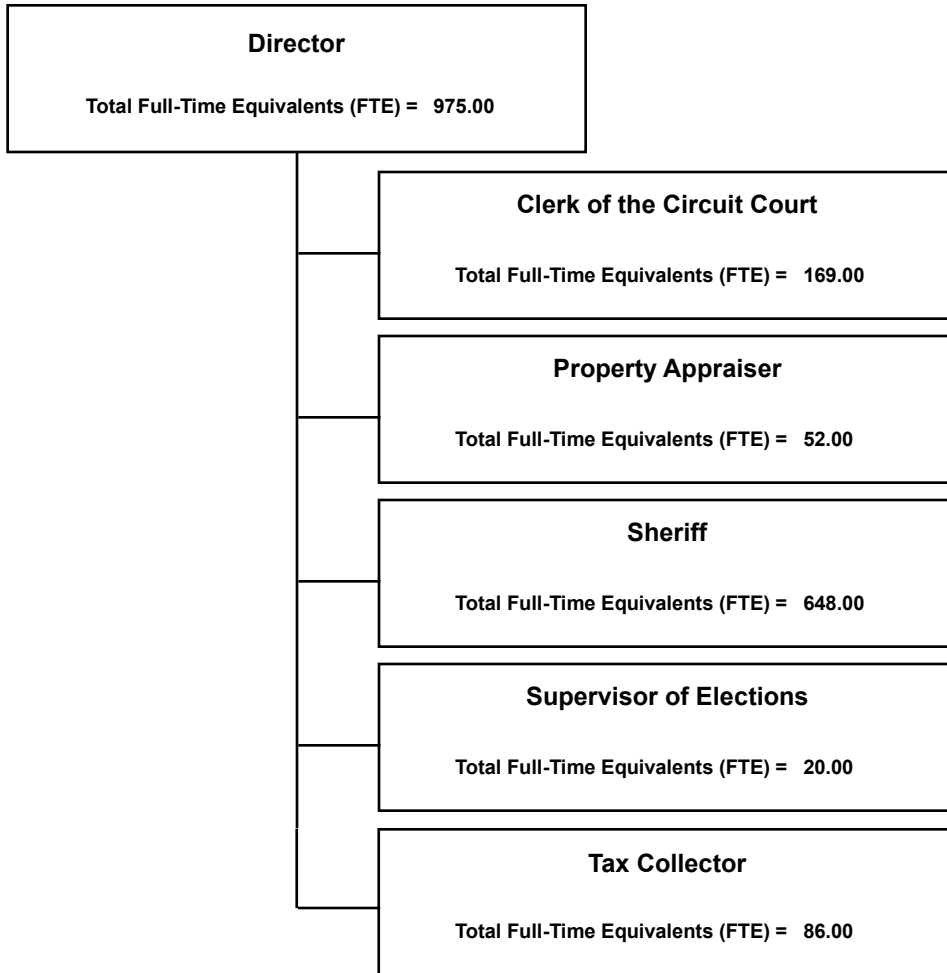 Director
Total Full-Time Equivalents (FTE) = 975.00
Clerk of the Circuit Court
Total Full-Time Equivalents (FTE) = 169.00
Property Appraiser
Total Full-Time Equivalents (FTE) = 52.00
Sheriff
Total Full-Time Equivalents (FTE) = 648.00
Supervisor of Elections
Total Full-Time Equivalents (FTE) = 20.00
Tax Collector
Total Full-Time Equivalents (FTE) = 86.00